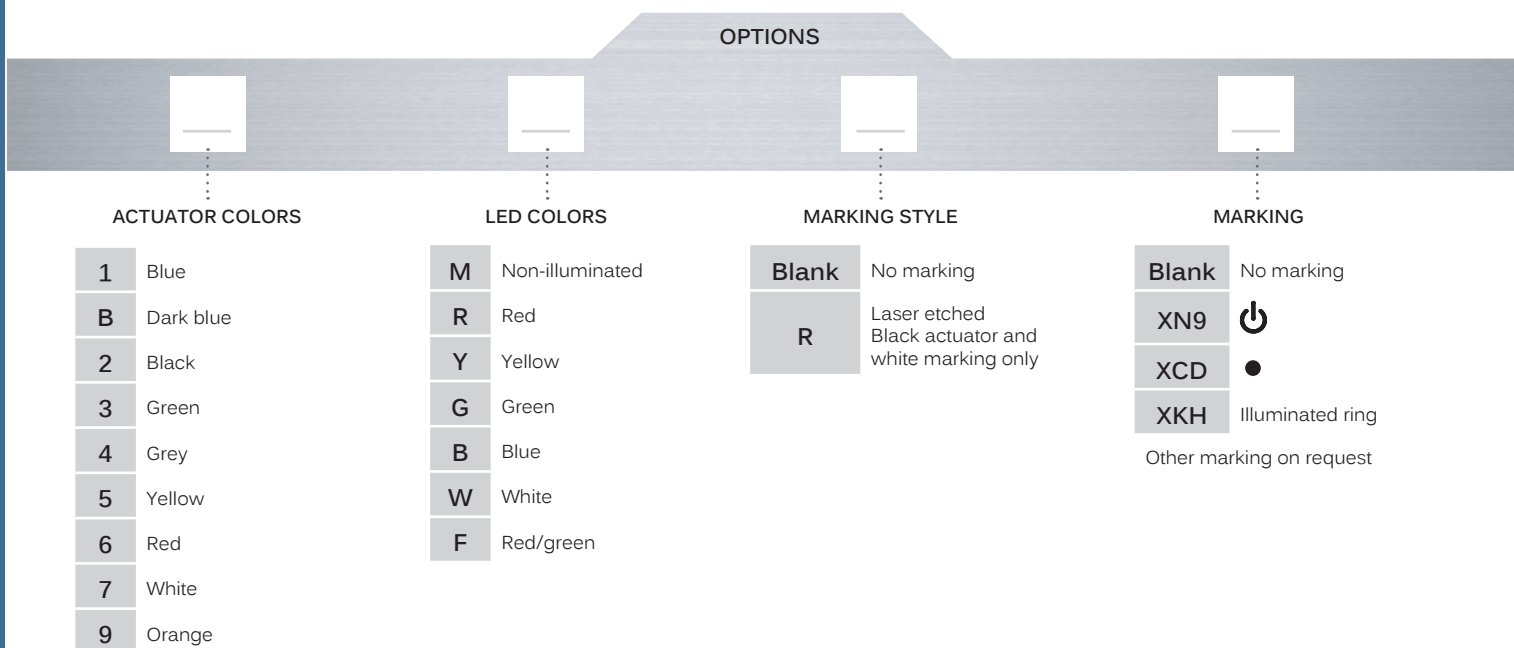 OPTIONS
ACTUATOR COLORS
1 Blue
B Dark blue
2 Black
3 Green
4 Grey
5 Yellow
6 Red
7 White
9 Orange
LED COLORS
M Non-illuminated
R Red
Y Yellow
G Green
B Blue
W White
F Red/green
MARKING STYLE
Blank No marking
R Laser etched
Black actuator and
white marking only
MARKING
Blank No marking
XN9
XCD
XKH Illuminated ring
Other marking on request